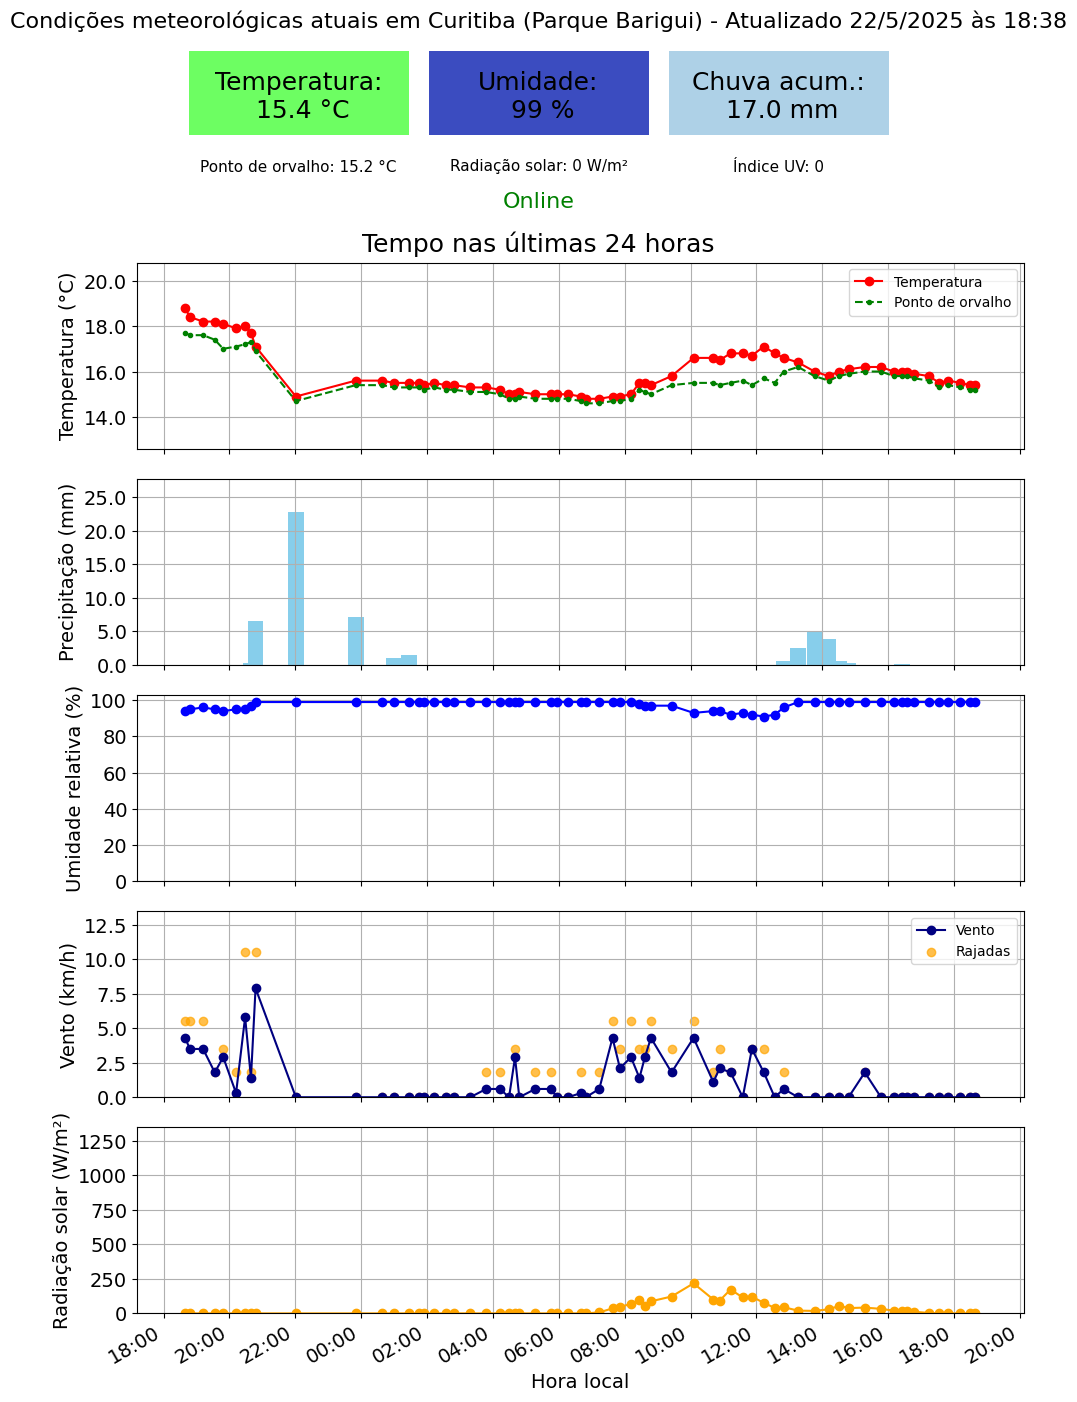 Condições meteorológicas atuais em Curitiba (Parque Barigui) - Atualizado 22/5/2025 às 18:38
Temperatura:
15.4 °C
Umidade:
99 %
Chuva acum.:
17.0 mm
Ponto de orvalho: 15.2 °C
Radiação solar: 0 W/m²
Índice UV: 0
Online
Tempo nas últimas 24 horas
Temperatura (°C)
20.0
18.0
16.0
14.0
Temperatura
Ponto de orvalho
Precipitação (mm)
25.0
20.0
15.0
10.0
5.0
0.0
Umidade relativa (%)
100
80
60
40
20
0
Vento (km/h)
12.5
10.0
7.5
5.0
2.5
0.0
Vento
Rajadas
Radiação solar (W/m²)
1250
1000
750
500
250
0
18:00
20:00
22:00
00:00
02:00
04:00
06:00
08:00
10:00
12:00
14:00
16:00
18:00
20:00
Hora local